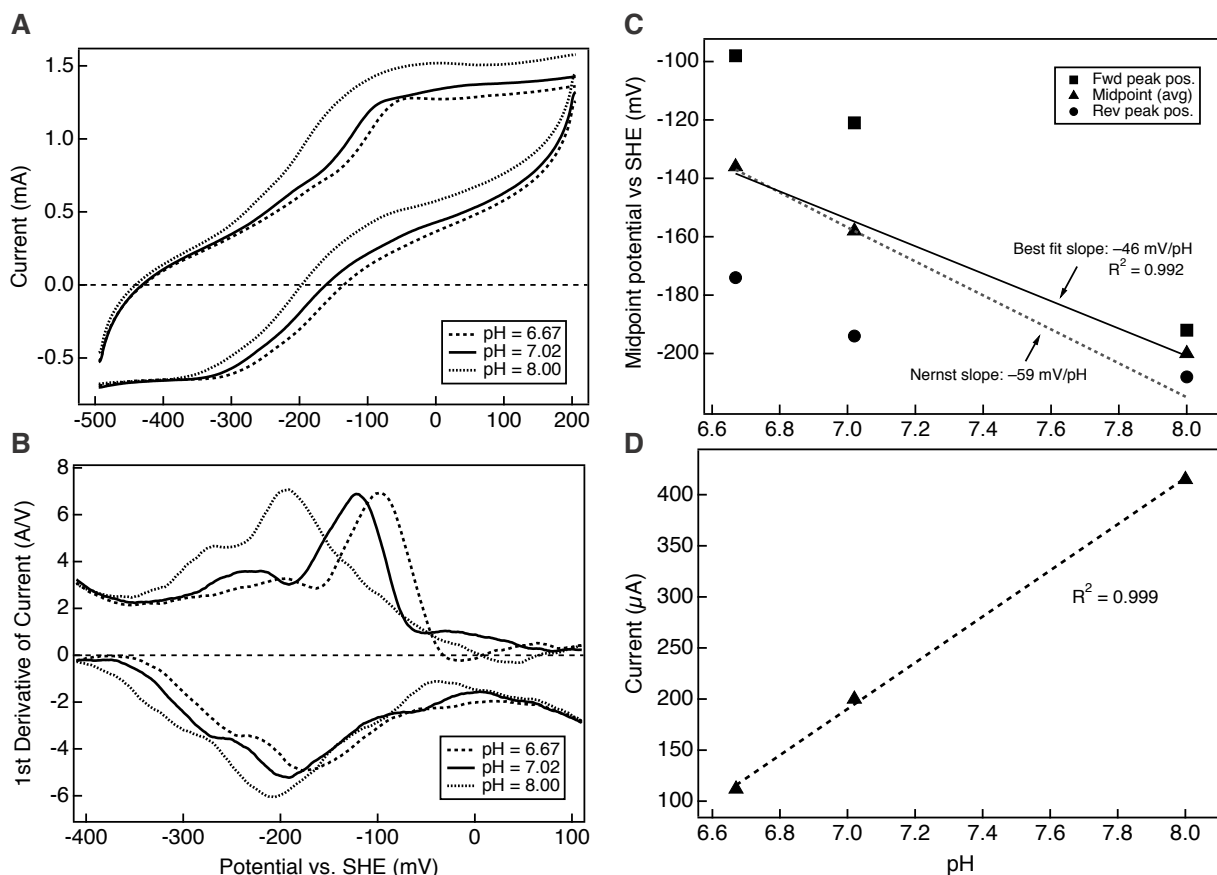 A
Current (mA)
1.5
1.0
0.5
0.0
-0.5
-500 -400 -300 -200 -100 0 100 200
pH = 6.67
pH = 7.02
pH = 8.00
B
1st Derivative of Current (A/V)
8
6
4
2
0
-2
-4
-6
-400 -300 -200 -100 0 100
pH = 6.67
pH = 7.02
pH = 8.00
Potential vs. SHE (mV)
C
Midpoint potential vs SHE (mV)
-100
-120
-140
-160
-180
-200
6.6 6.8 7.0 7.2 7.4 7.6 7.8 8.0
Fwd peak pos.
Midpoint (avg)
Rev peak pos.
Best fit slope: –46 mV/pH
R² = 0.992
Nernst slope: –59 mV/pH
D
Current (µA)
400
350
300
250
200
150
100
R² = 0.999
6.6 6.8 7.0 7.2 7.4 7.6 7.8 8.0
pH